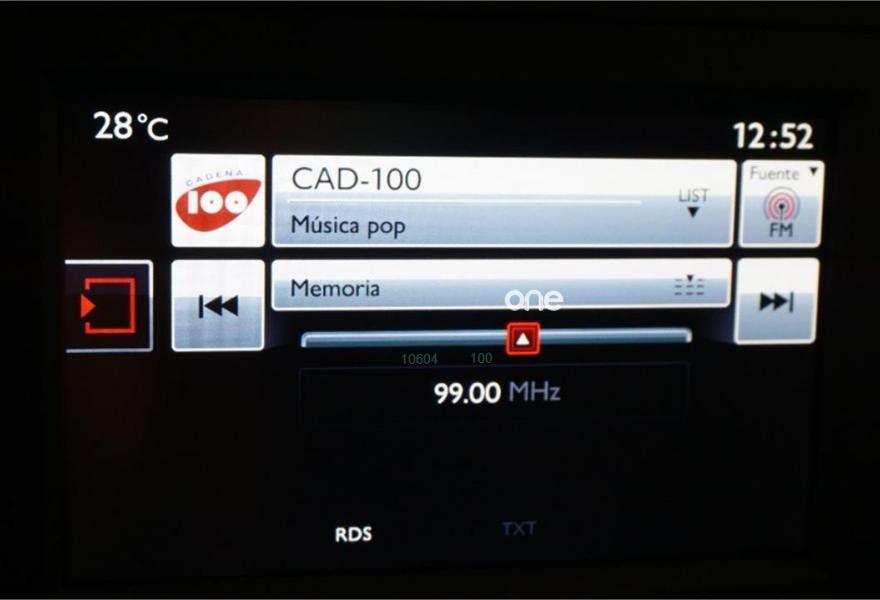 28°C
12:52
CADENA
100
CAD-100
LIST
Música pop
Fuente
FM
Memoria
one
10604 100
99.00 MHz
RDS
TXT